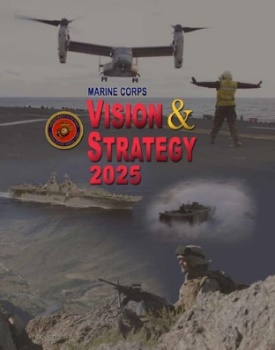 MARINE CORPS
VISION &
STRATEGY
2025